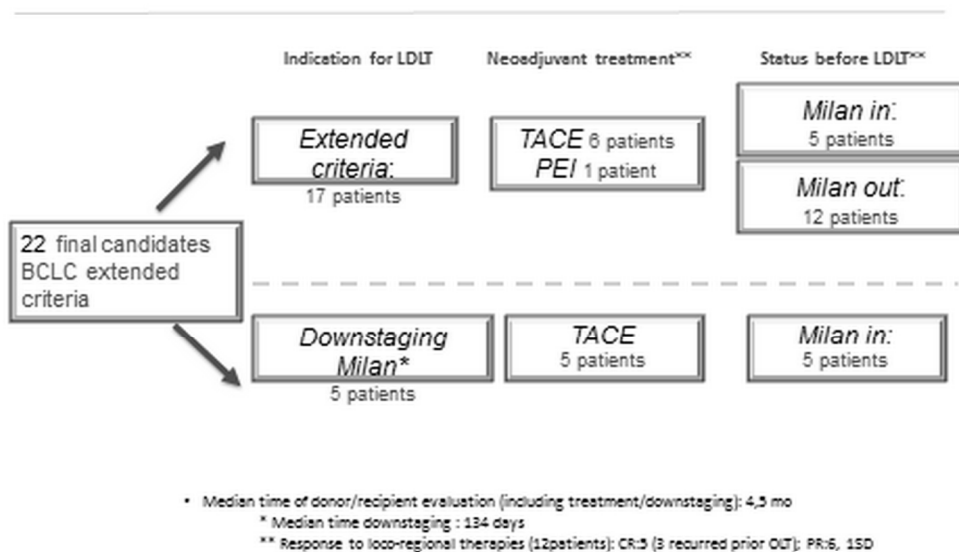 Indication for LDLT
Neoadjuvant treatment**
Status before LDLT**
22 final candidates
BCLC extended
criteria
Extended
criteria:
17 patients
TACE 6 patients
PEI 1 patient
Milan in:
5 patients
Milan out:
12 patients
Downstaging
Milan*
5 patients
TACE
5 patients
Milan in:
5 patients
• Median time of donor/recipient evaluation (including treatment/downstaging): 4,5 mo
* Median time downstaging : 134 days
** Response to loco-regional therapies (12patients): CR:5 (3 recurred prior OLT); PR:6, 1SD